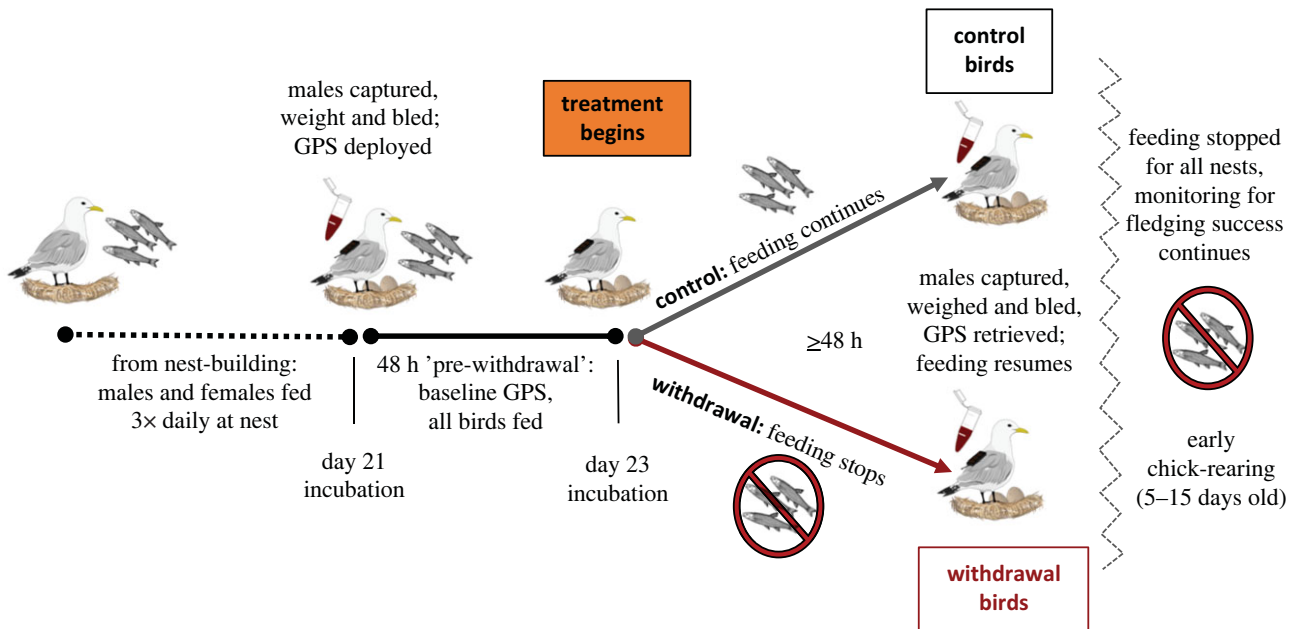 males captured,
weight and bled;
GPS deployed
treatment
begins
control
birds
from nest-building:
males and females fed
3× daily at nest
48 h 'pre-withdrawal':
baseline GPS,
all birds fed
day 21
incubation
day 23
incubation
control: feeding continues
withdrawal: feeding stops
≥48 h
males captured,
weighed and bled,
GPS retrieved;
feeding resumes
withdrawal
birds
feeding stopped
for all nests,
monitoring for
fledging success
continues
early
chick-rearing
(5–15 days old)